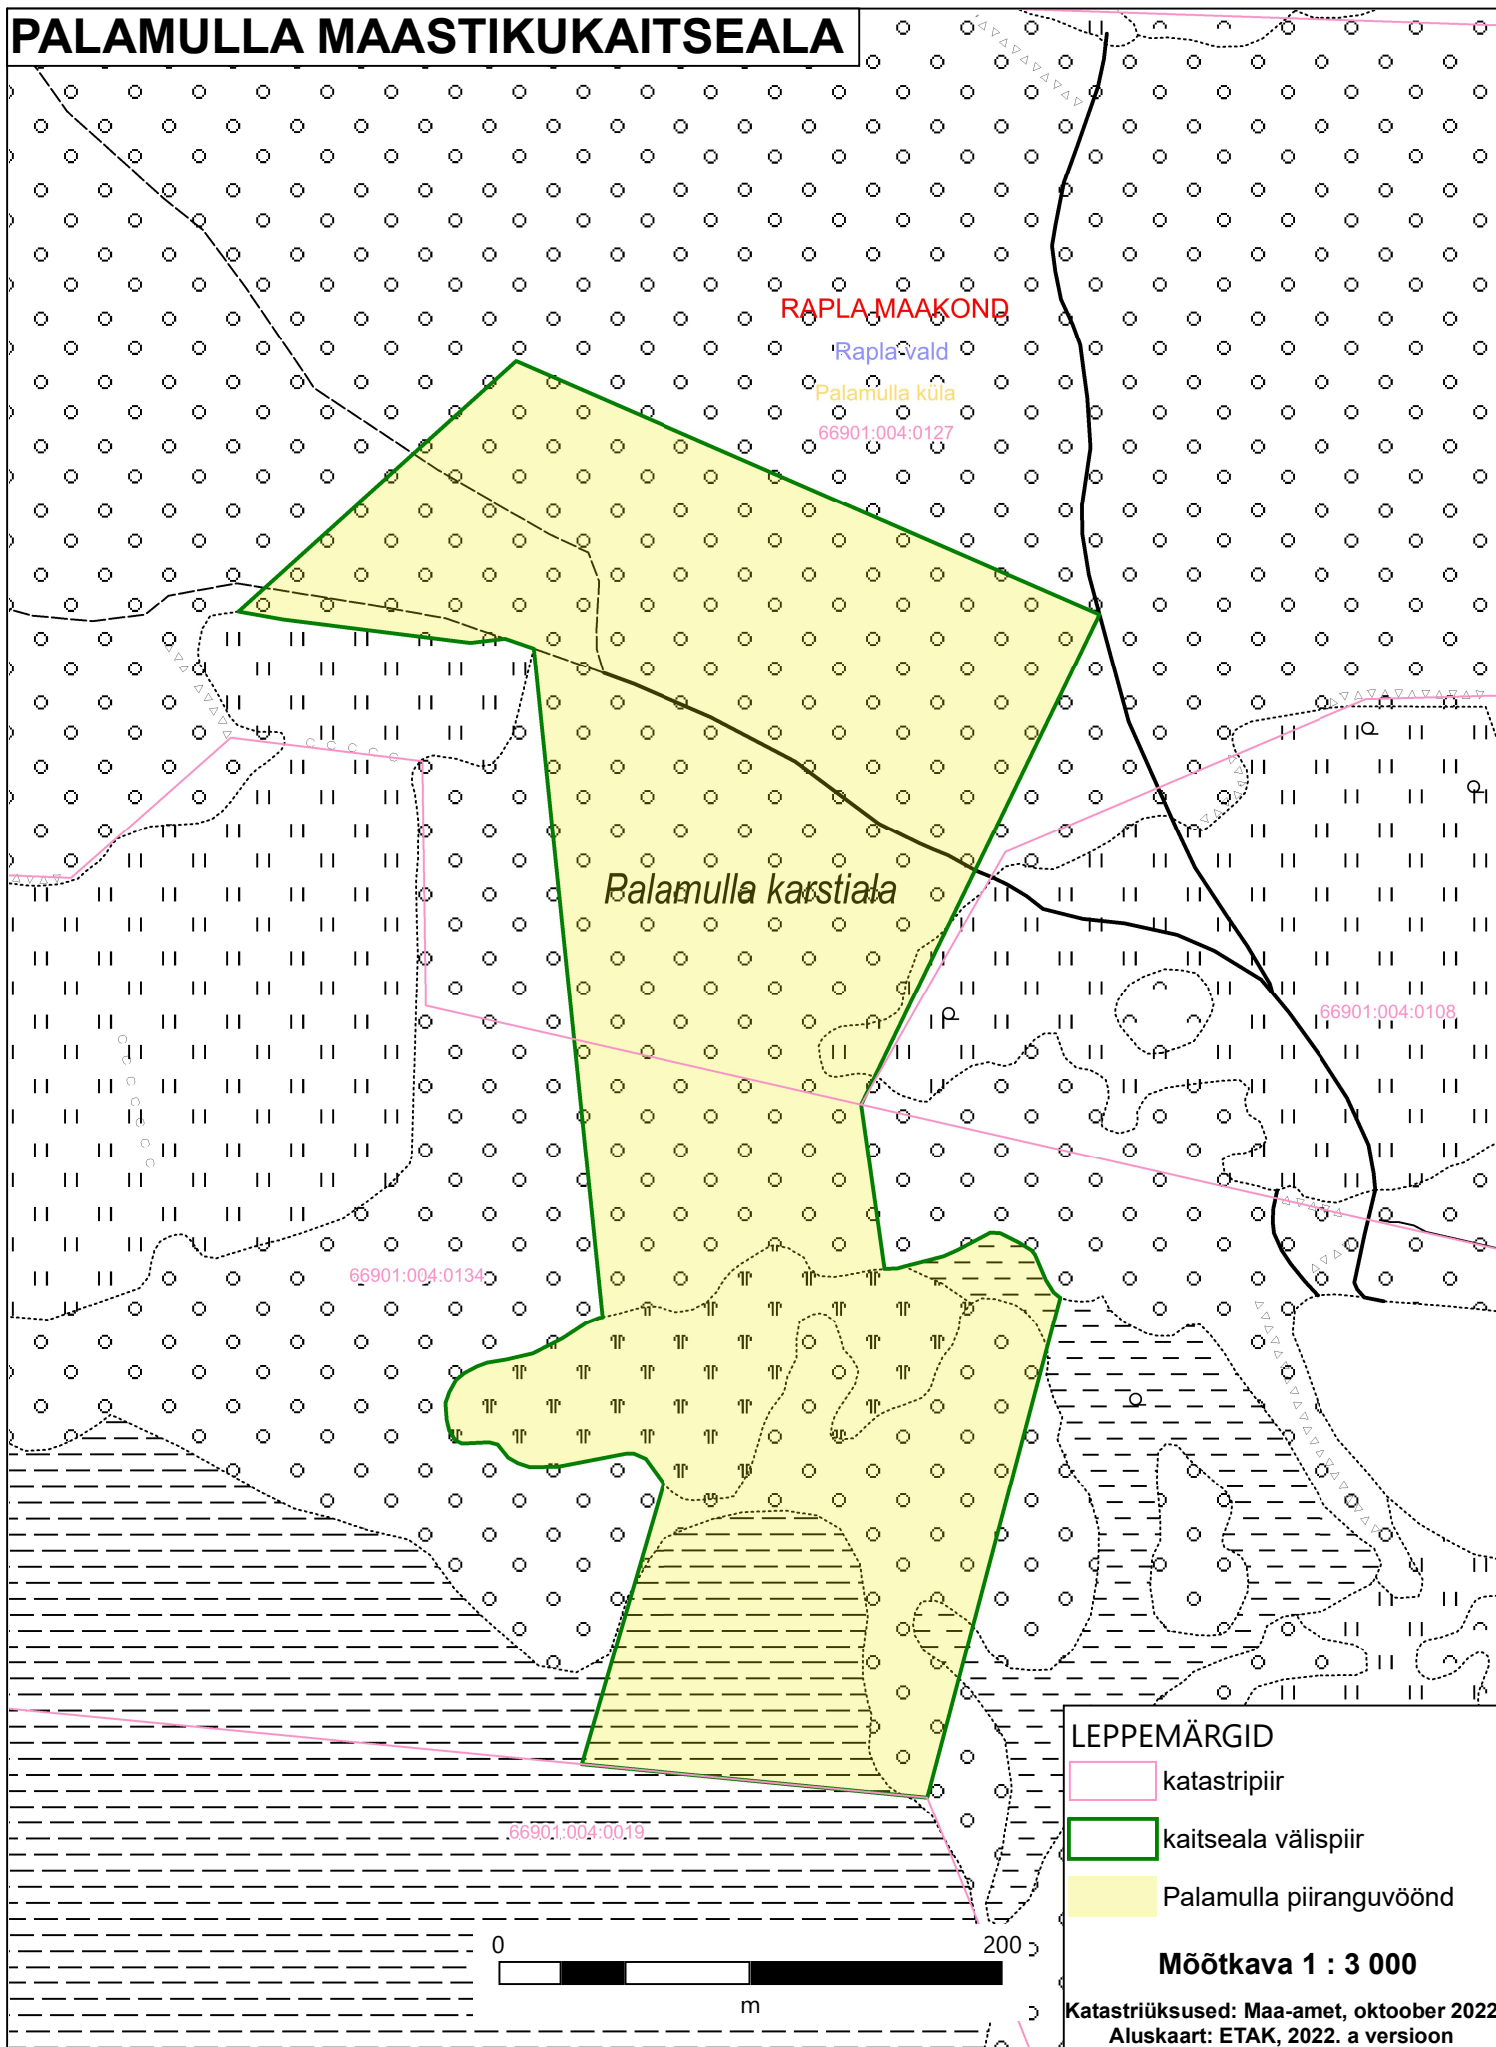 PALAMULLA MAASTIKUKAITSEALA
RAPLA MAAKOND
Rapla vald
Palamulla küla
66901:004:0127
Palamulla karstiala
66901:004:0108
66901:004:0134
66901:004:0019
LEPPEMÄRGID
katastripiir
kaitseala välispiir
Palamulla piiranguvöönd
0 200
m
Mõõtkava 1 : 3 000
Katastriüksused: Maa-amet, oktoober 2022
Aluskaart: ETAK, 2022. a versioon